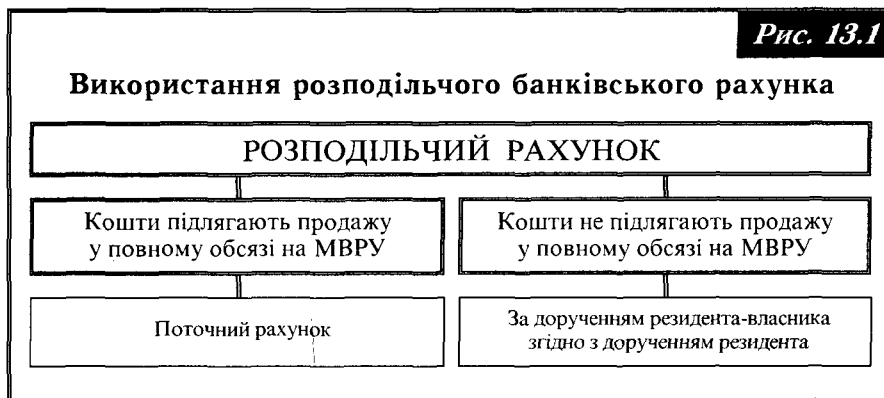 Рис. 13.1
Використання розподільчого банківського рахунка
РОЗПОДІЛЬЧИЙ РАХУНОК
Кошти підлягають продажу
у повному обсязі на МВРУ
Кошти не підлягають продажу
у повному обсязі на МВРУ
Поточний рахунок
За дорученням резидента-власника
згідно з дорученням резидента